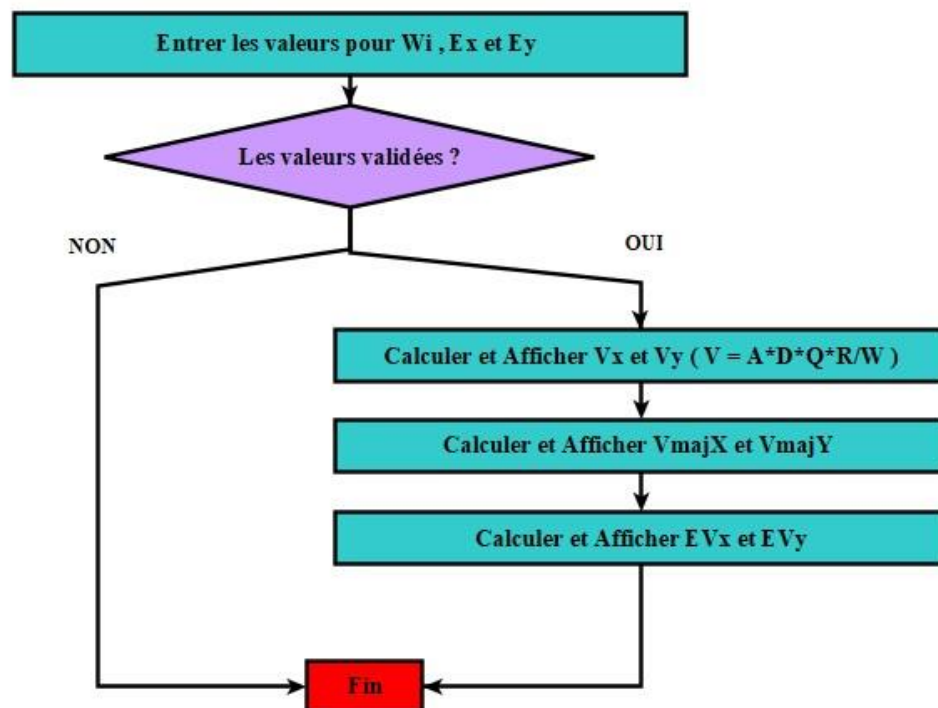 Entrer les valeurs pour Wi , Ex et Ey
Les valeurs validées ?
NON
OUI
Calculer et Afficher Vx et Vy ( V = A*D*Q*R/W )
Calculer et Afficher VmajX et VmajY
Calculer et Afficher EVx et EVy
Fin